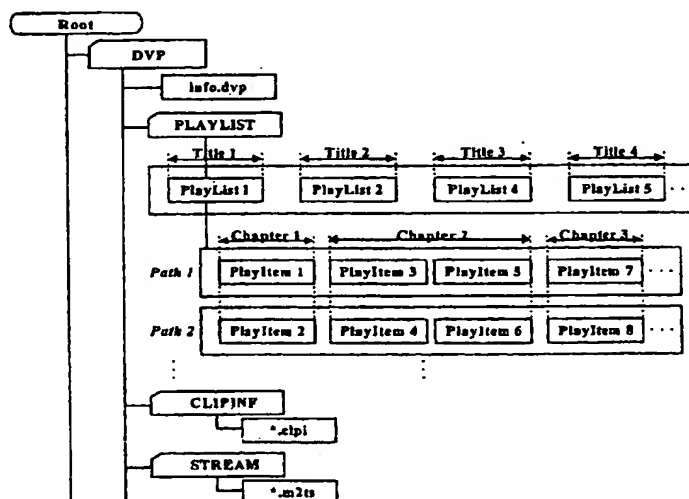 Root
DVP
info.dvp
PLAYLIST
Title 1 Title 2 Title 3 Title 4
PlayList 1 PlayList 2 PlayList 4 PlayList 5 ...
Chapter 1 Chapter 2 Chapter 3
Path 1 PlayItem 1 PlayItem 3 PlayItem 5 PlayItem 7 ...
Path 2 PlayItem 2 PlayItem 4 PlayItem 6 PlayItem 8 ...
CLIPINF
*.clpi
STREAM
*.m2ts